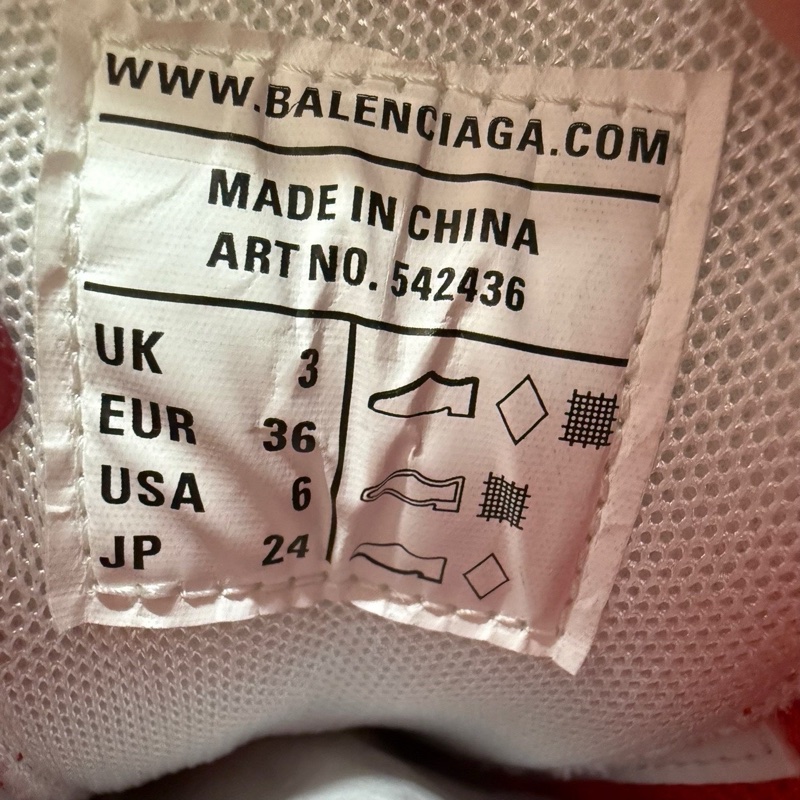 WWW.BALENCIAGA.COM
MADE IN CHINA
ART NO. 542436
UK 3
EUR 36
USA 6
JP 24